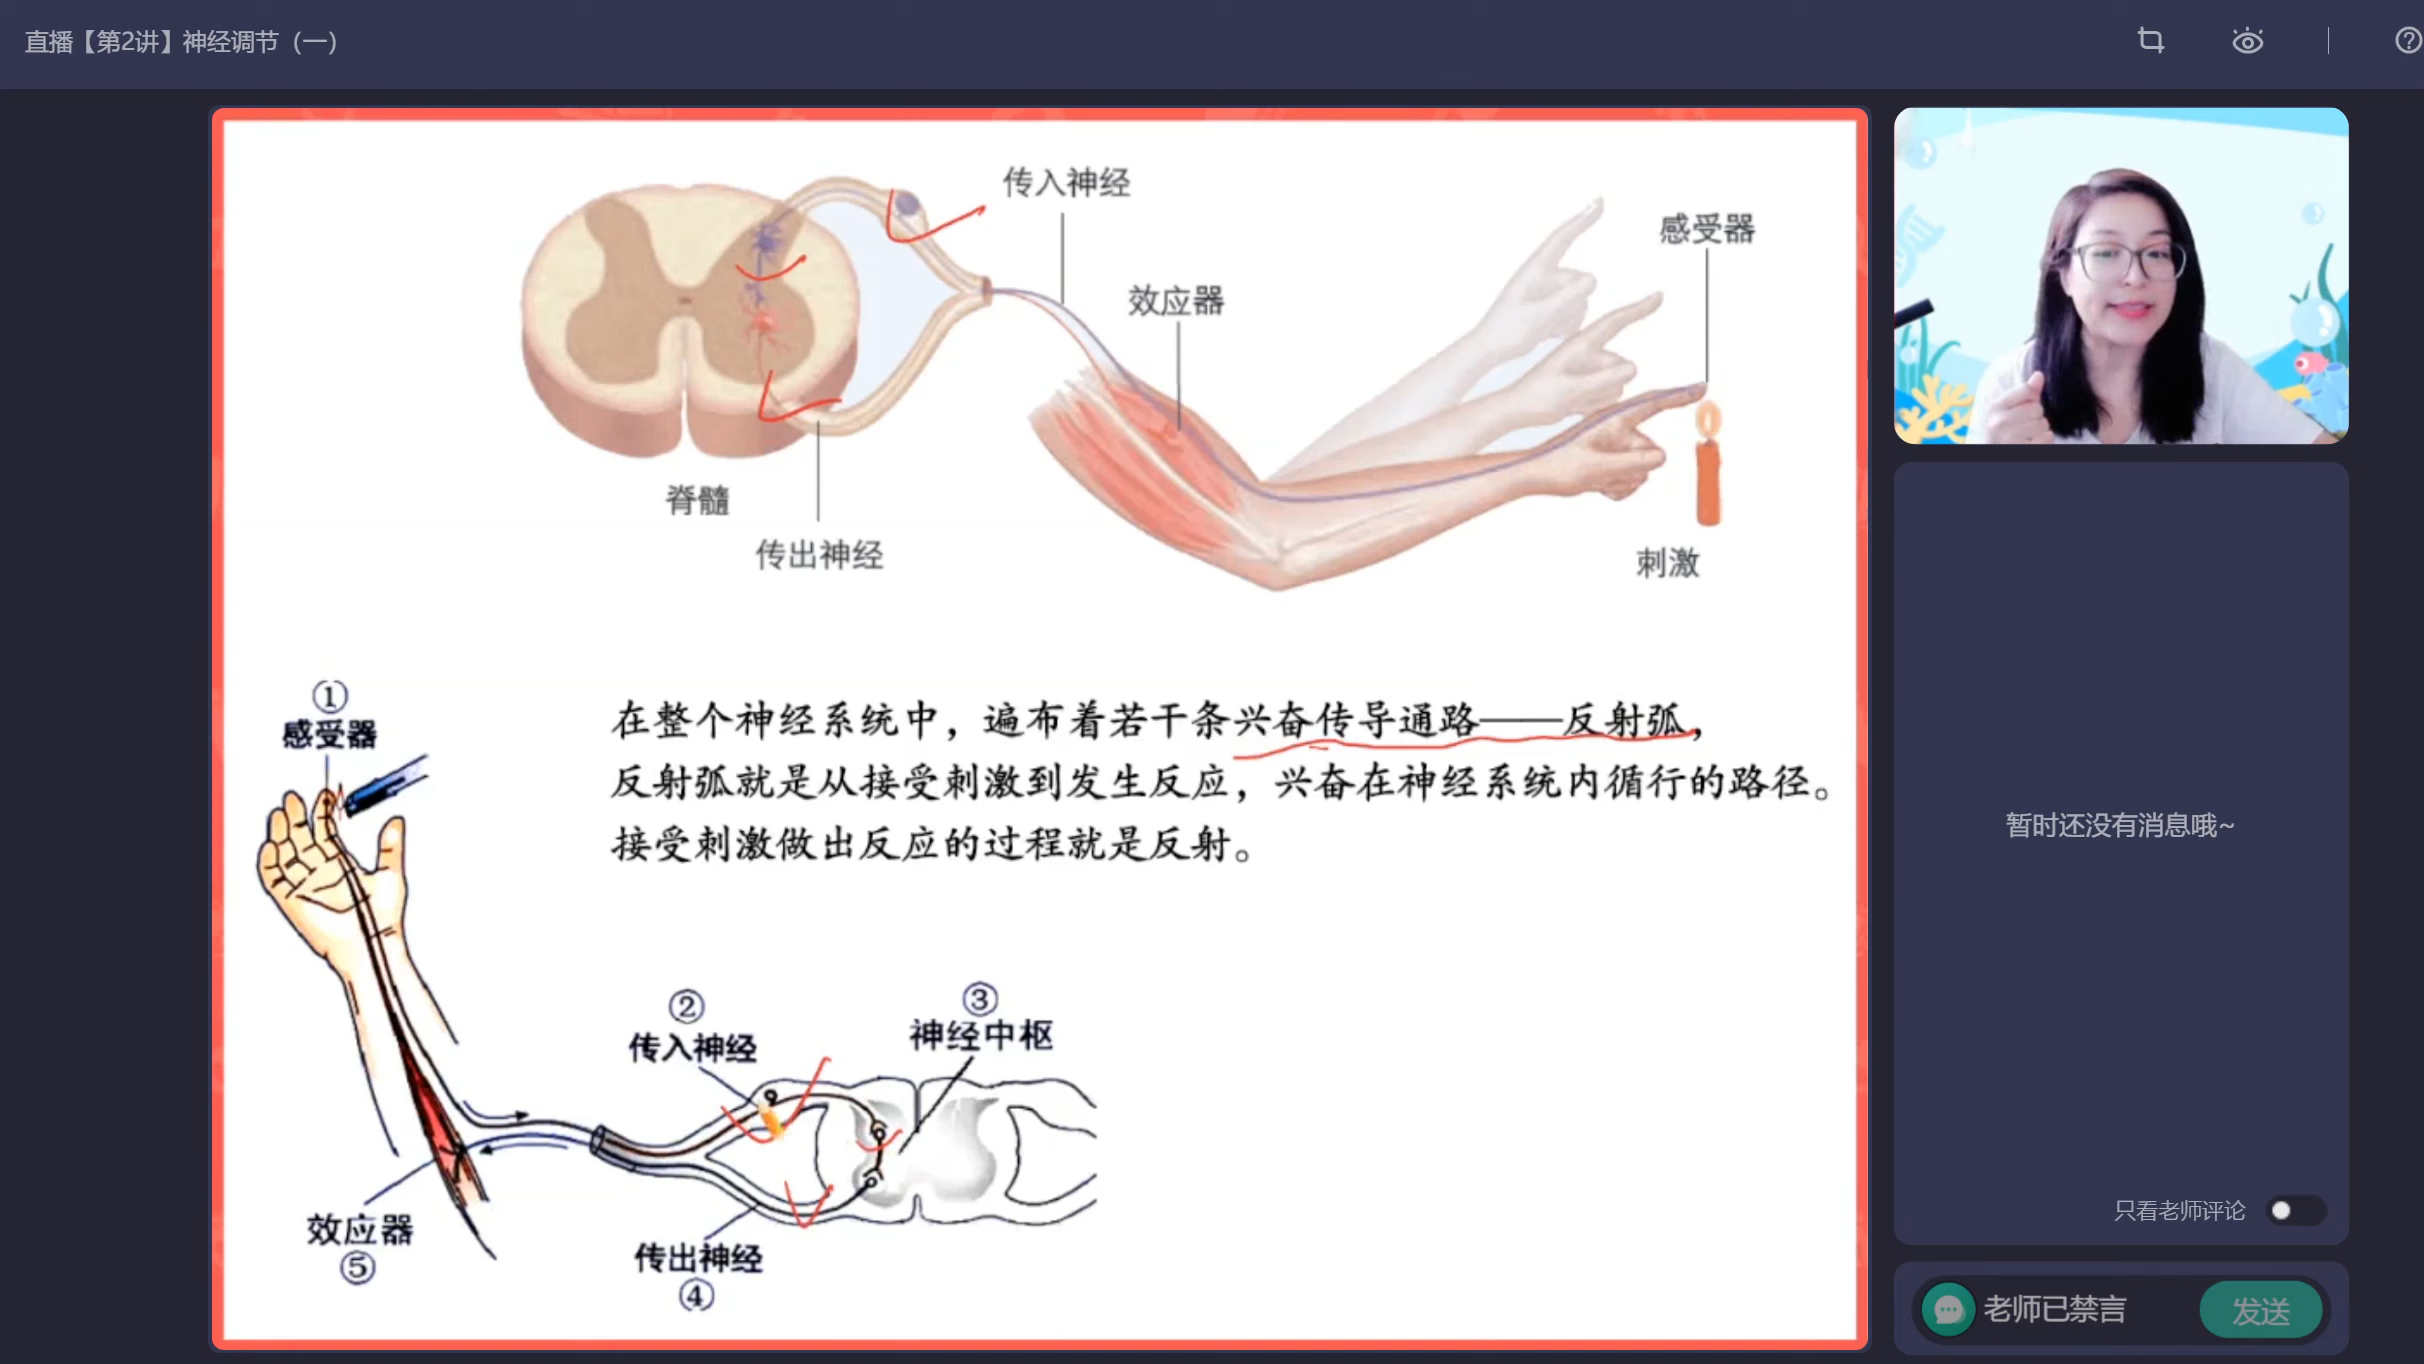 直播【第2讲】神经调节（一）
传入神经
感受器
效应器
脊髓
传出神经
刺激
①
感受器
在整个神经系统中，遍布着若干条兴奋传导通路——反射弧，
反射弧就是从接受刺激到发生反应，兴奋在神经系统内循行的路径。
接受刺激做出反应的过程就是反射。
②
传入神经
③
神经中枢
效应器
⑤
传出神经
④
暂时还没有消息哦~
只看老师评论
老师已禁言
发送